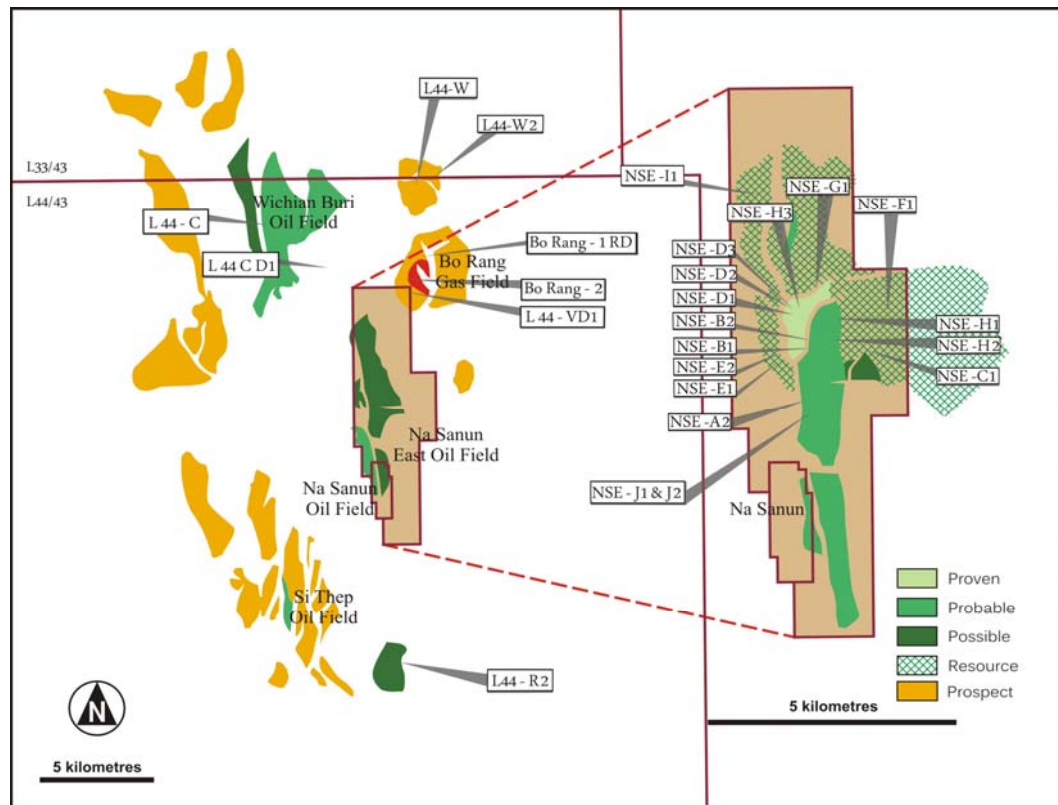 L44-W
L44-W2
L33/43
L44/43
NSE -I1
NSE -G1
NSE -H3
NSE -F1
Wichian Buri
Oil Field
L 44 - C
L 44 C D1
Bo Rang - 1 RD
Bo Rang
Gas Field
Bo Rang - 2
L 44 - VD1
NSE -D3
NSE -D2
NSE -D1
NSE -B2
NSE -B1
NSE -E2
NSE -E1
NSE -A2
NSE -H1
NSE -H2
NSE -C1
Na Sanun
East Oil Field
Na Sanun
Oil Field
NSE - J1 & J2
Na Sanun
Si Thep
Oil Field
L44 - R2
Proven
Probable
Possible
Resource
Prospect
N
5 kilometres
5 kilometres